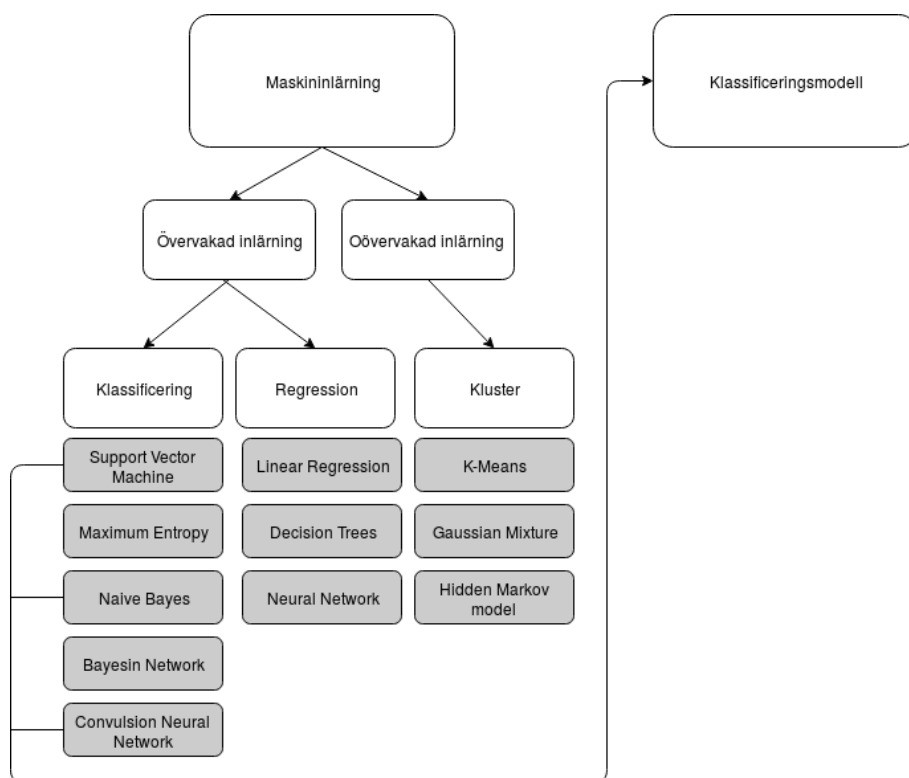 Maskininlärning
Klassificeringsmodell
Övervakad inlärning
Oövervakad inlärning
Klassificering
Regression
Kluster
Support Vector
Machine
Linear Regression
K-Means
Maximum Entropy
Decision Trees
Gaussian Mixture
Naive Bayes
Neural Network
Hidden Markov
model
Bayesin Network
Convulsion Neural
Network